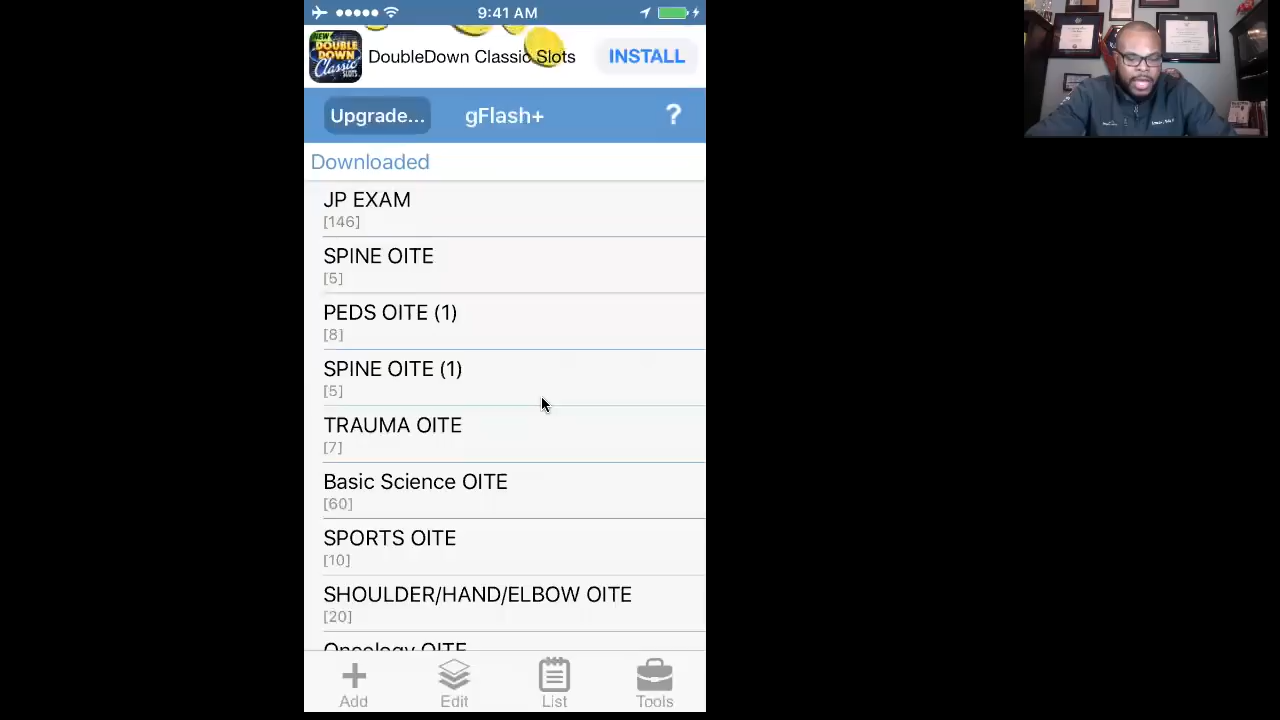 9:41 AM
NEW
DOUBLE
DOWN
Classic
SLOTS
DoubleDown Classic Slots
INSTALL
Upgrade...
gFlash+
?
Downloaded
JP EXAM
[146]
SPINE OITE
[5]
PEDS OITE (1)
[8]
SPINE OITE (1)
[5]
TRAUMA OITE
[7]
Basic Science OITE
[60]
SPORTS OITE
[10]
SHOULDER/HAND/ELBOW OITE
[20]
Oncology OITE
Add
Edit
List
Tools